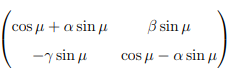 cos μ + α sin μ β sin μ
−γ sin μ cos μ − α sin μ